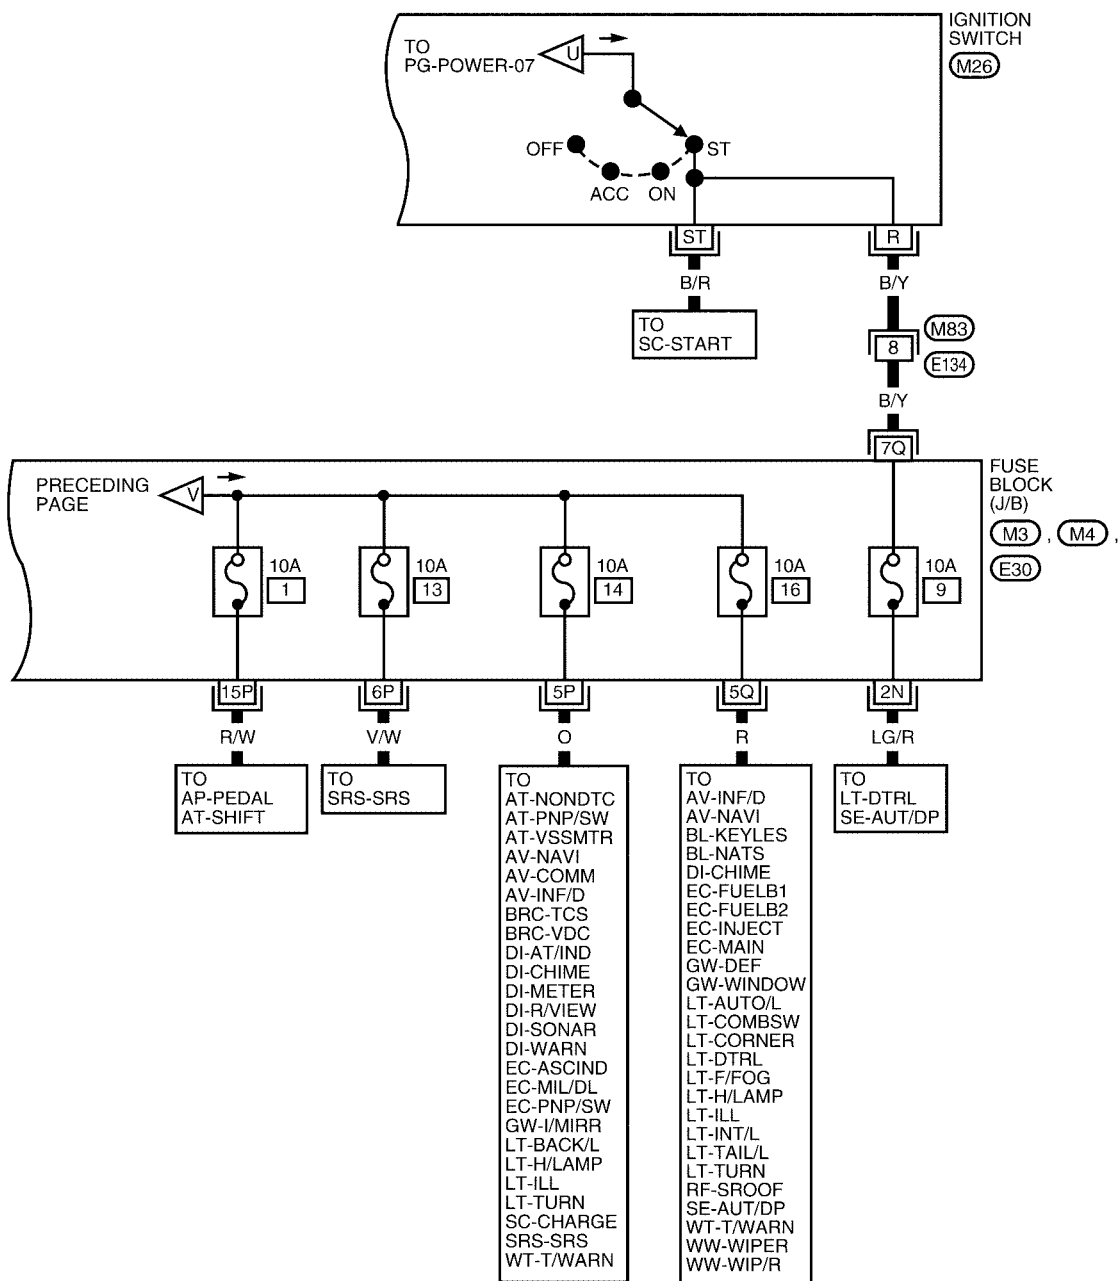 IGNITION
SWITCH
M26
TO
PG-POWER-07
U
OFF
ACC
ON
ST
ST
R
B/R
B/Y
TO
SC-START
M83
8
E134
B/Y
7Q
PRECEDING
PAGE
V
FUSE
BLOCK
(J/B)
M3 , M4 ,
E30
10A
1
10A
13
10A
14
10A
16
10A
9
15P
6P
5P
5Q
2N
R/W
V/W
O
R
LG/R
TO
AP-PEDAL
AT-SHIFT
TO
SRS-SRS
TO
AT-NONDTC
AT-PNP/SW
AT-VSSMTR
AV-NAVI
AV-COMM
AV-INF/D
BRC-TCS
BRC-VDC
DI-AT/IND
DI-CHIME
DI-METER
DI-R/VIEW
DI-SONAR
DI-WARN
EC-ASCIND
EC-MIL/DL
EC-PNP/SW
GW-I/MIRR
LT-BACK/L
LT-H/LAMP
LT-ILL
LT-TURN
SC-CHARGE
SRS-SRS
WT-T/WARN
TO
AV-INF/D
AV-NAVI
BL-KEYLES
BL-NATS
DI-CHIME
EC-FUELB1
EC-FUELB2
EC-INJECT
EC-MAIN
GW-DEF
GW-WINDOW
LT-AUTO/L
LT-COMBSW
LT-CORNER
LT-DTRL
LT-F/FOG
LT-H/LAMP
LT-ILL
LT-INT/L
LT-TAIL/L
LT-TURN
RF-SROOF
SE-AUT/DP
WT-T/WARN
WW-WIPER
WW-WIP/R
TO
LT-DTRL
SE-AUT/DP